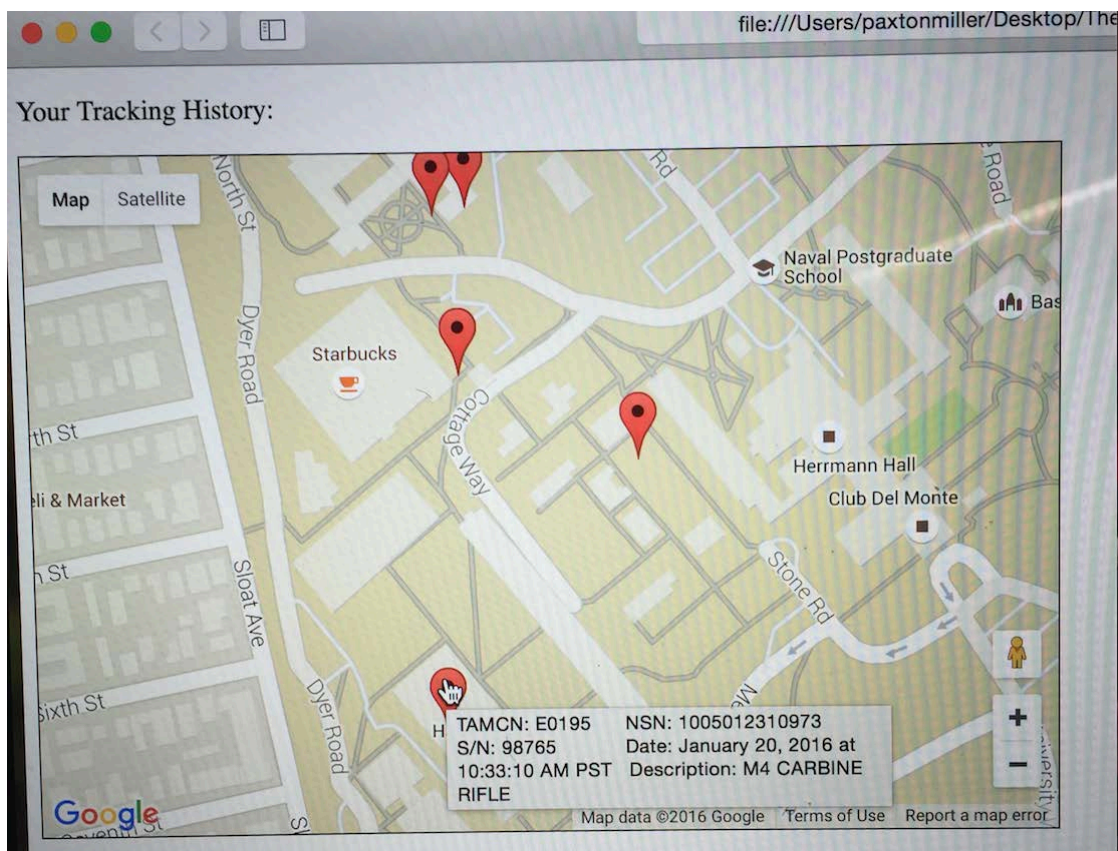 file:///Users/paxtonmiller/Desktop/The
Your Tracking History:
Map Satellite
North St
Rd
Road
Naval Postgraduate
School
Bas
Dyer Road
Starbucks
Cottage Way
th St
Herrmann Hall
eli & Market
Club Del Monte
St
Sloat Ave
Stone Rd
Sixth St
Dyer Road
H
TAMCN: E0195 NSN: 1005012310973
S/N: 98765 Date: January 20, 2016 at
10:33:10 AM PST Description: M4 CARBINE
RIFLE
+
−
Google
Map data ©2016 Google Terms of Use Report a map error